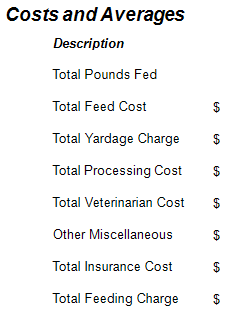 Costs and Averages
Description
Total Pounds Fed
Total Feed Cost $
Total Yardage Charge $
Total Processing Cost $
Total Veterinarian Cost $
Other Miscellaneous $
Total Insurance Cost $
Total Feeding Charge $